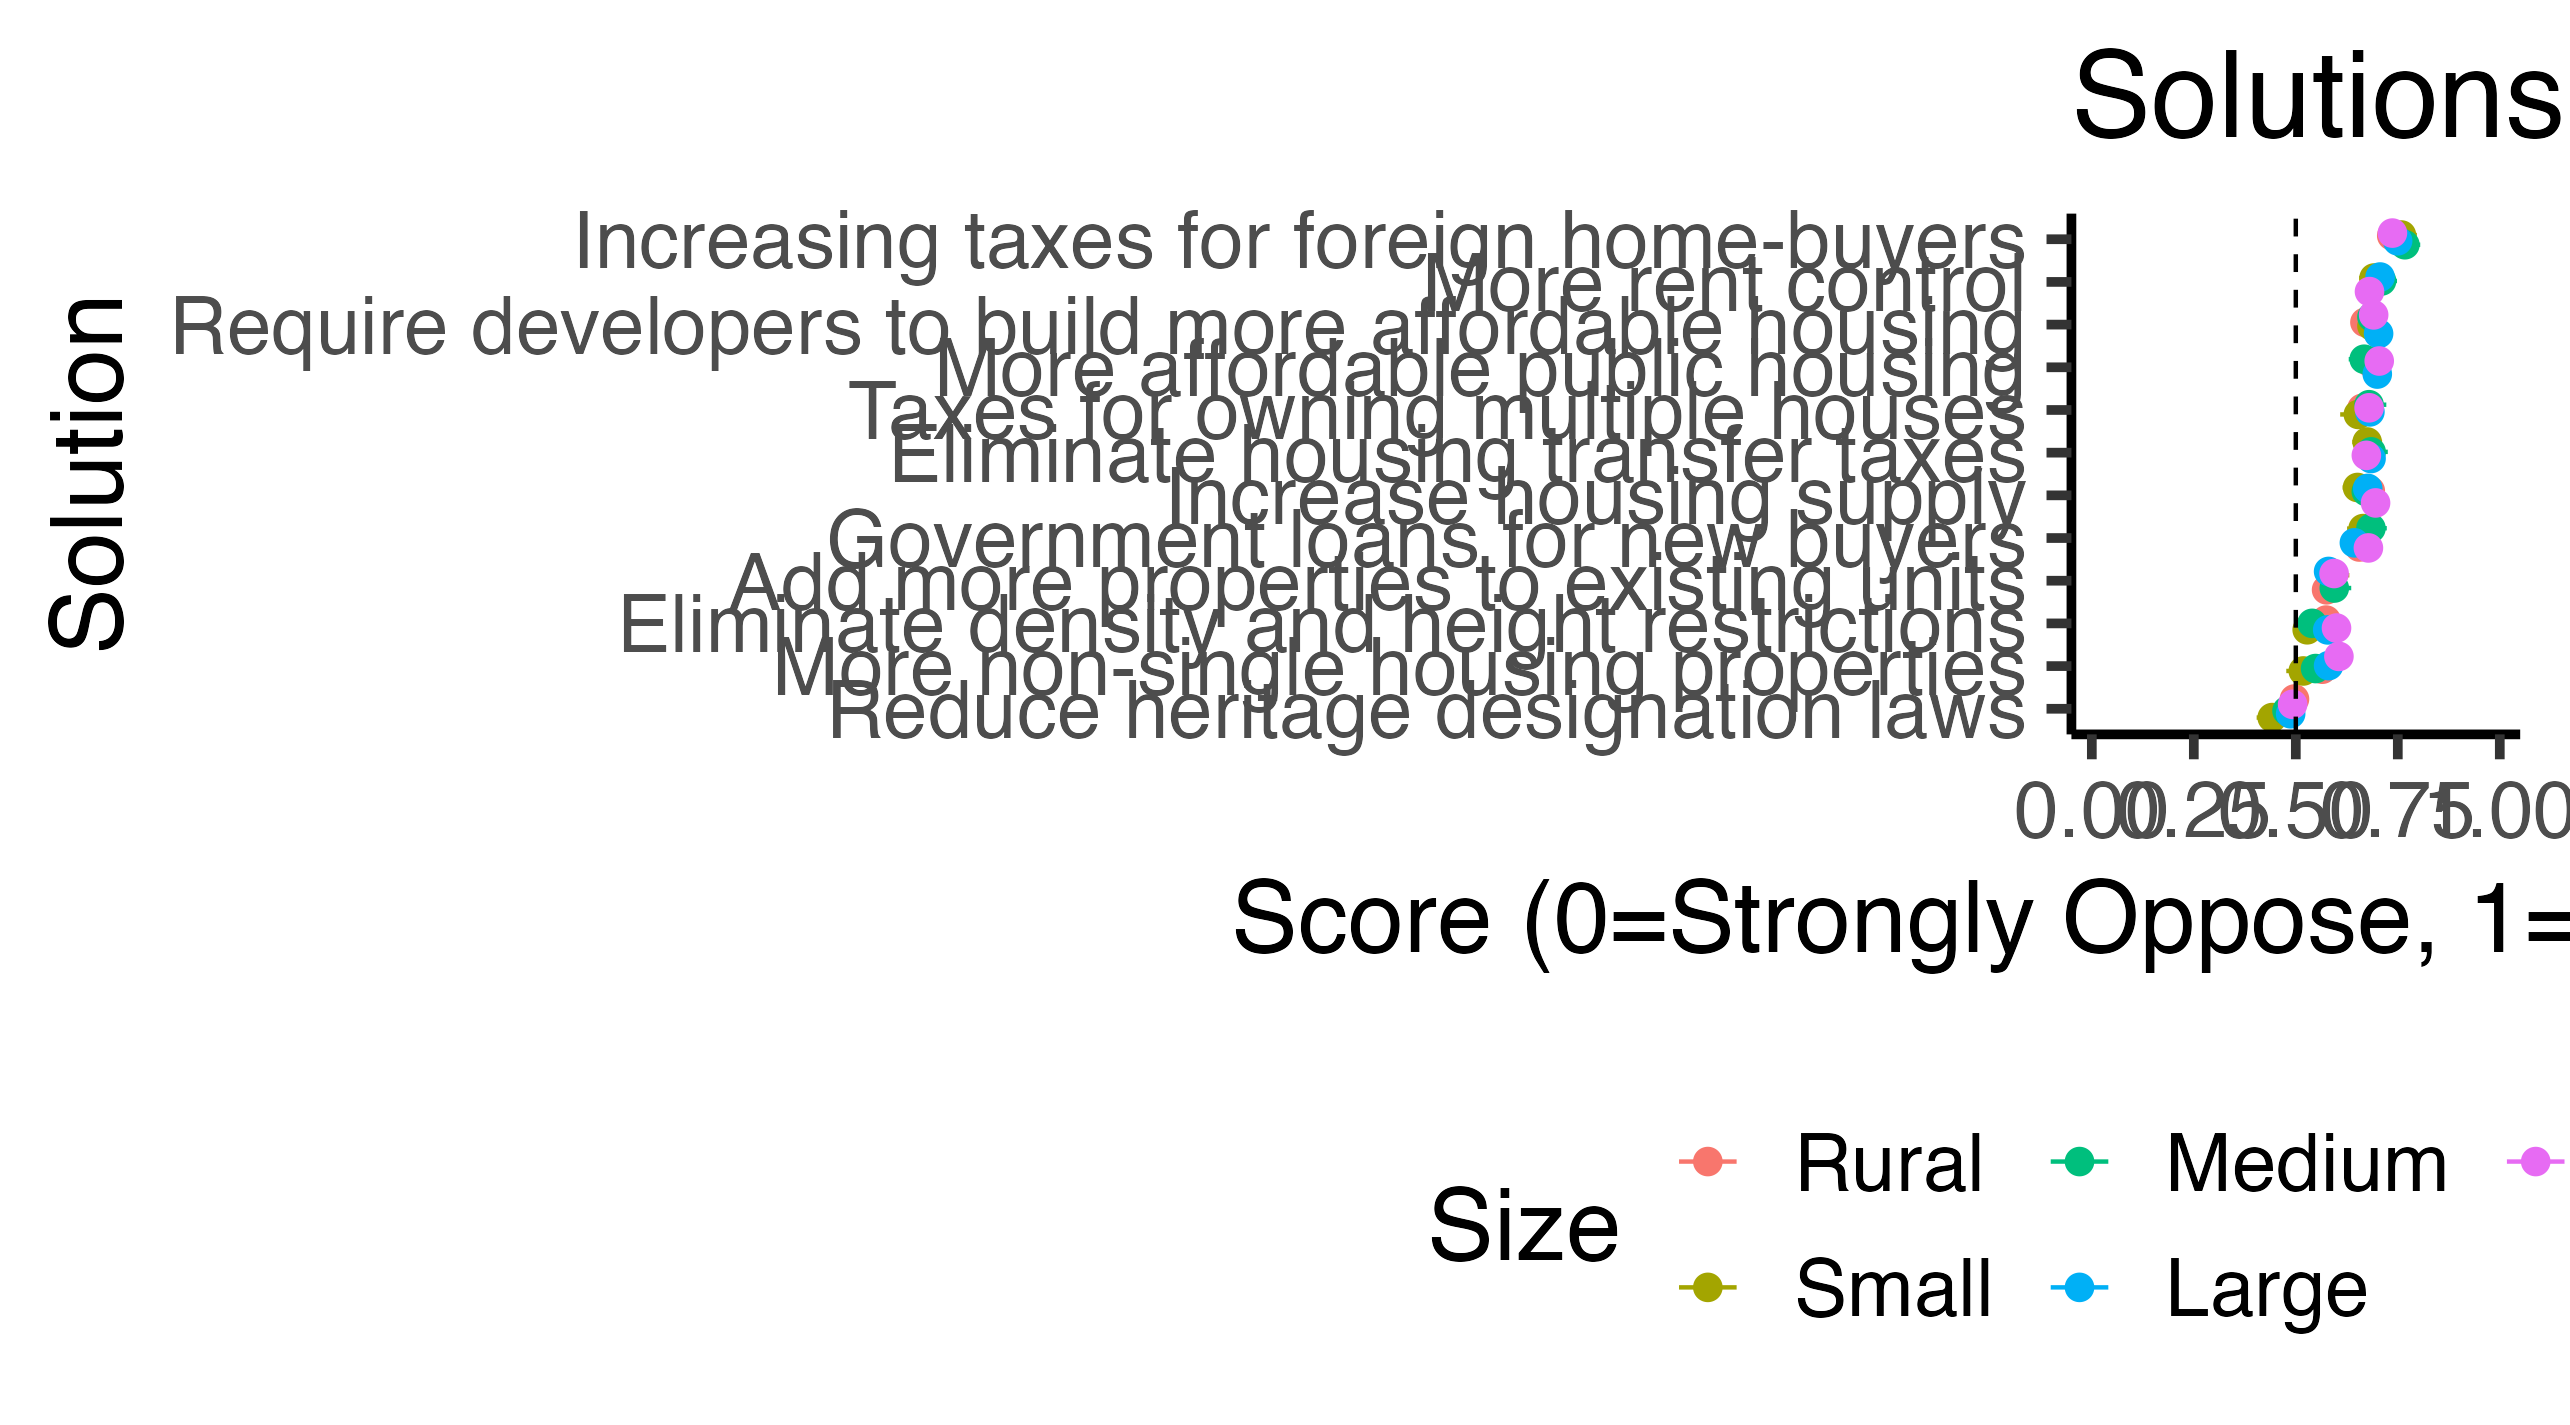 Solutions
Solution
Increasing taxes for foreign home-buyers
More rent control
Require developers to build more affordable housing
More affordable public housing
Taxes for owning multiple houses
Eliminate housing transfer taxes
Increase housing supply
Government loans for new buyers
Add more properties to existing units
Eliminate density and height restrictions
More non-single housing properties
Reduce heritage designation laws
0.00 0.25 0.50 0.75 1.00
Score (0=Strongly Oppose, 1=
Size
Rural Medium
Small Large